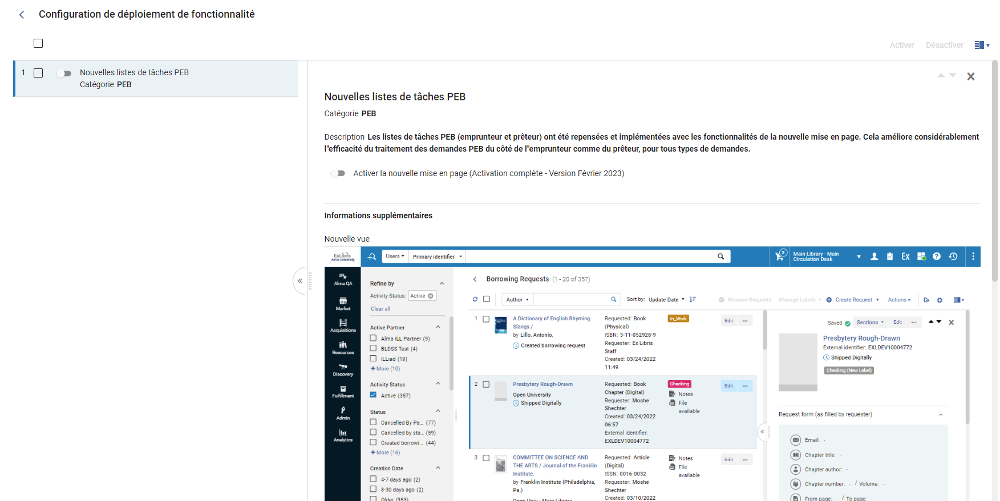 Configuration de déploiement de fonctionnalité
Activer Désactiver
1 Nouvelles listes de tâches PEB
Catégorie PEB
Nouvelles listes de tâches PEB
Catégorie PEB
Description Les listes de tâches PEB (emprunteur et prêteur) ont été repensées et implémentées avec les fonctionnalités de la nouvelle mise en page. Cela améliore considérablement
l"efficacité du traitement des demandes PEB du côté de l"emprunteur comme du prêteur, pour tous types de demandes.
Activer la nouvelle mise en page (Activation complète - Version Février 2023)
Informations supplémentaires
Nouvelle vue
ExLibris
Alma University
Users
Primary identifier
2
Main Library - Main
Circulation Desk
Ex
Alma QA
Market
Acquisitions
Resources
Discovery
Fulfillment
Admin
Analytics
Refine by
Activity Status: Active
Clear all
Active Partner
Alma ILL Partner (9)
BLDSS Test (4)
ILLiad (19)
+ More (10)
Activity Status
Active (357)
Status
Cancelled By Pa... (77)
Cancelled by sta... (59)
Created borrowi... (44)
+ More (16)
Creation Date
4-7 days ago (2)
8-30 days ago (2)
Older (353)
Borrowing Requests (1 - 20 of 357)
Author
Sort by: Update Date
Remove Requests Manage Labels Create Request Actions
1 A Dictionary of English Rhyming
Slangs /
by Lillo, Antonio,
Created borrowing request
Requested: Book
(Physical)
ISBN: 3-11-052928-9
Requester: Ex Libris
Staff
Created: 03/24/2022
11:49
In_Work
Edit ...
2 Presbytery Rough-Drawn
Open University
Shipped Digitally
Requested: Book
Chapter (Digital)
Requester: Moshe
Shechter
Created: 03/24/2022
06:57
External identifier:
EXLDEV10004772
Checking
Notes
File
available
Edit ...
3 COMMITTEE ON SCIENCE AND
THE ARTS / Journal of the Franklin
Institute.
by Franklin Institute (Philadelphia,
Pa.)
Open Univ - Main Library
Requested: Article
(Digital)
ISSN: 0016-0032
Requester: Moshe
Shechter
Created: 03/10/2022
Notes
File
available
Edit ...
Saved
Sections Edit ...
Presbytery Rough-Drawn
External identifier: EXLDEV10004772
Shipped Digitally
Checking (New Label)
Request form (as filled by requester)
Email: -
Chapter title: -
Chapter author: -
Chapter number: - / Volume: -
From page: - / To page: -